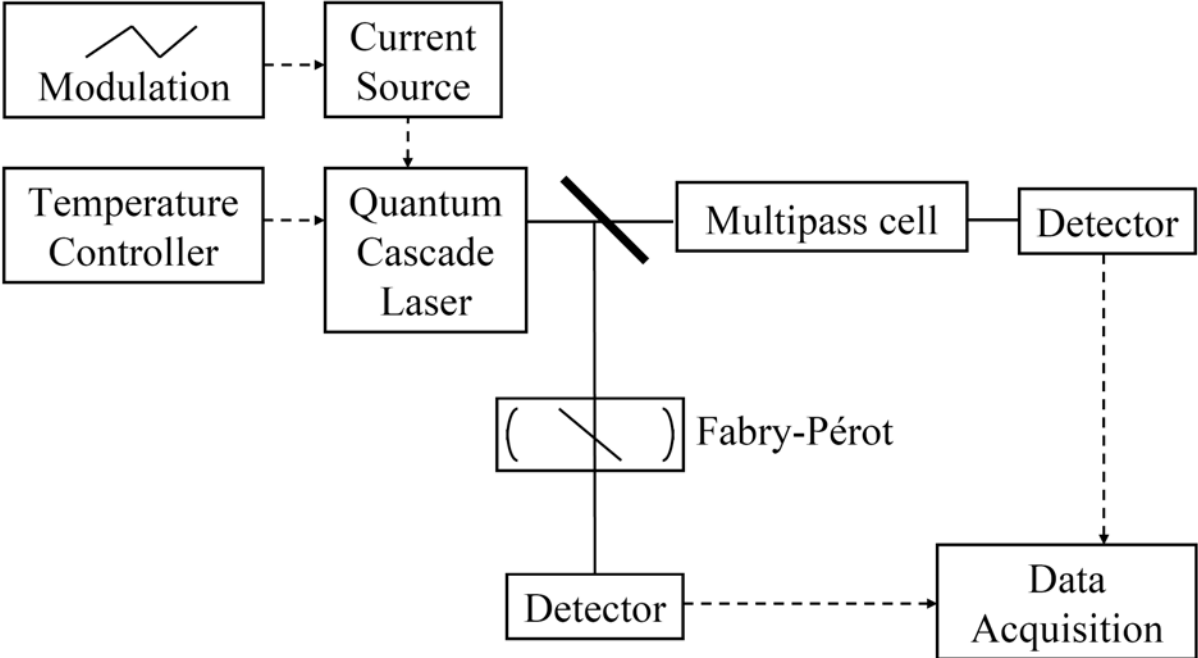 Modulation
Current
Source
Temperature
Controller
Quantum
Cascade
Laser
Multipass cell
Detector
Fabry-Pérot
Detector
Data
Acquisition